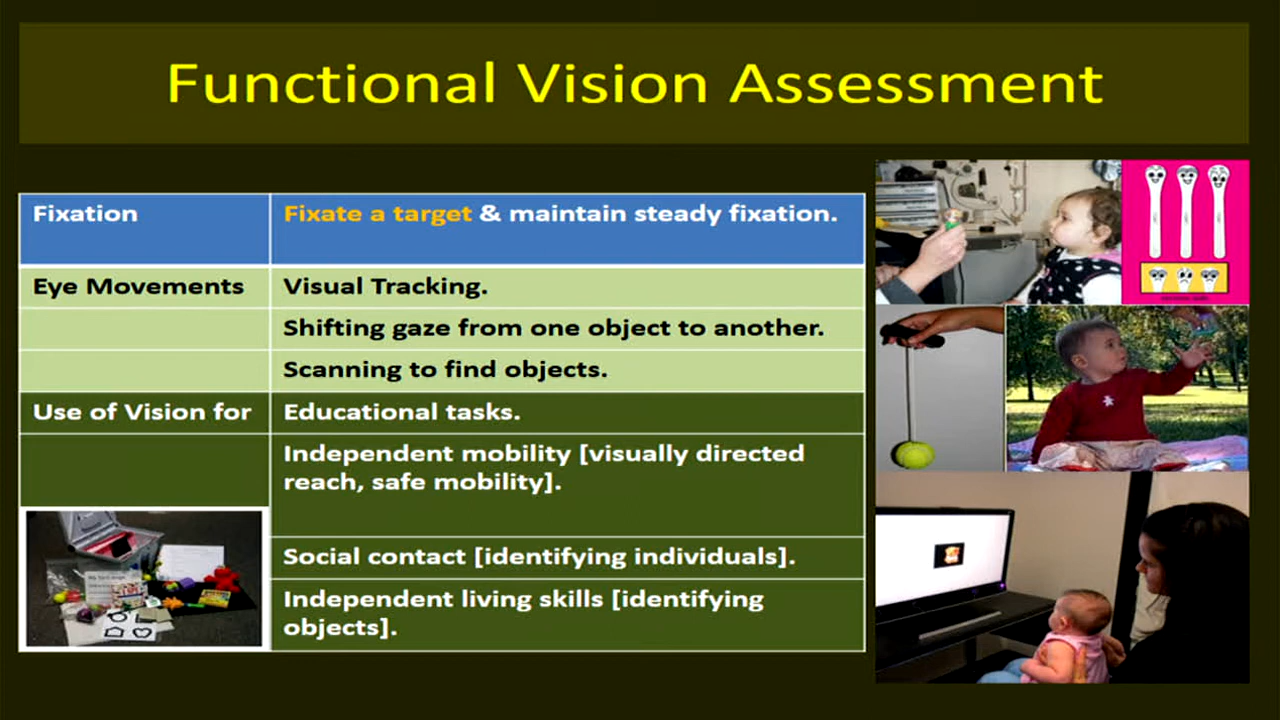 Functional Vision Assessment
Fixation
Fixate a target & maintain steady fixation.
Eye Movements
Visual Tracking.
Shifting gaze from one object to another.
Scanning to find objects.
Use of Vision for
Educational tasks.
Independent mobility [visually directed
reach, safe mobility].
Social contact [identifying individuals].
Independent living skills [identifying
objects].